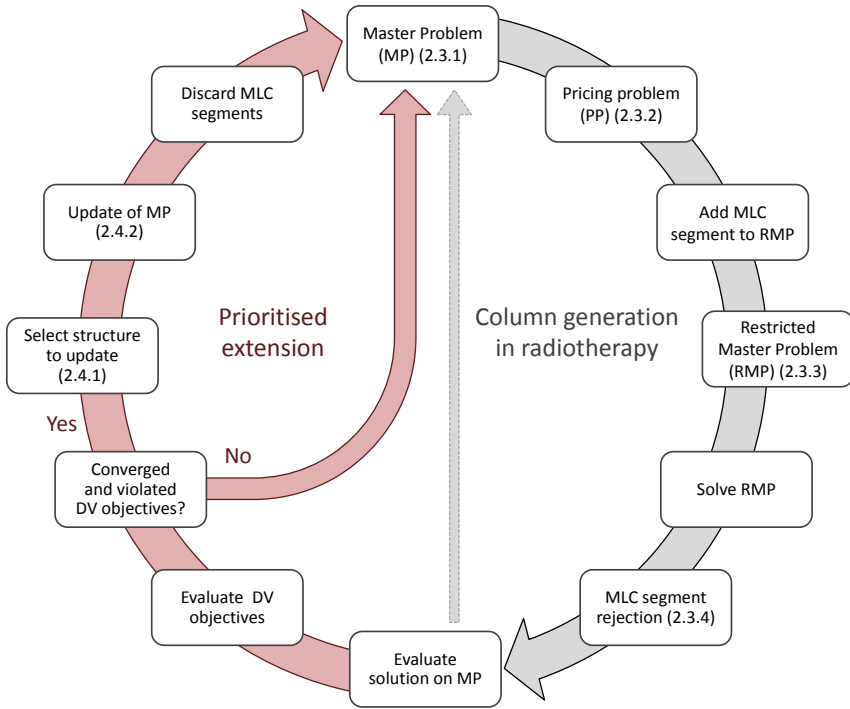 Master Problem
(MP) (2.3.1)
Pricing problem
(PP) (2.3.2)
Add MLC
segment to RMP
Restricted
Master Problem
(RMP) (2.3.3)
Solve RMP
MLC segment
rejection (2.3.4)
Evaluate
solution on MP
Evaluate DV
objectives
Converged
and violated
DV objectives?
No
Yes
Select structure
to update
(2.4.1)
Update of MP
(2.4.2)
Discard MLC
segments
Prioritised
extension
Column generation
in radiotherapy